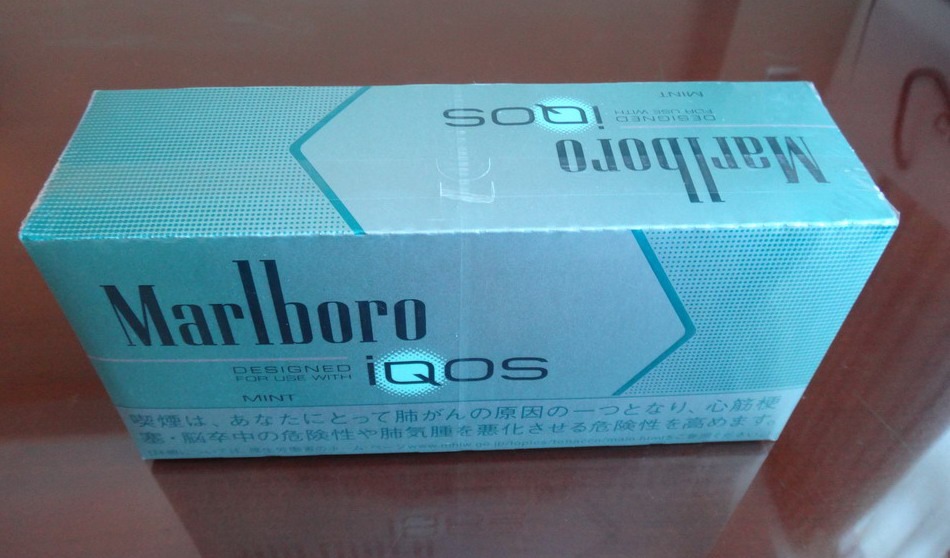 MINT
DESIGNED
FOR USE WITH
iQOS
Marlboro
Marlboro
DESIGNED
FOR USE WITH
iQOS
MINT
喫煙は、あなたにとって肺がんの原因の一つとなり、心筋梗
塞・脳卒中の危険性や肺気腫を悪化させる危険性を高めます。